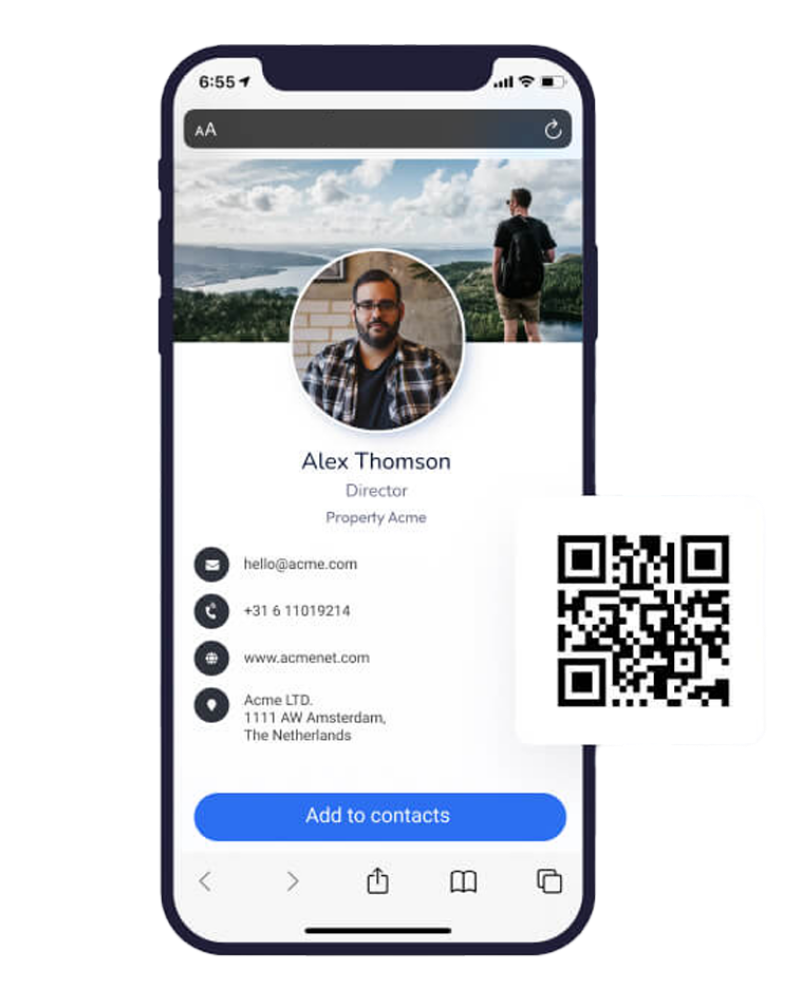 6:55
AA
Alex Thomson
Director
Property Acme
hello@acme.com
+31 6 11019214
www.acmenet.com
Acme LTD.
1111 AW Amsterdam,
The Netherlands
Add to contacts